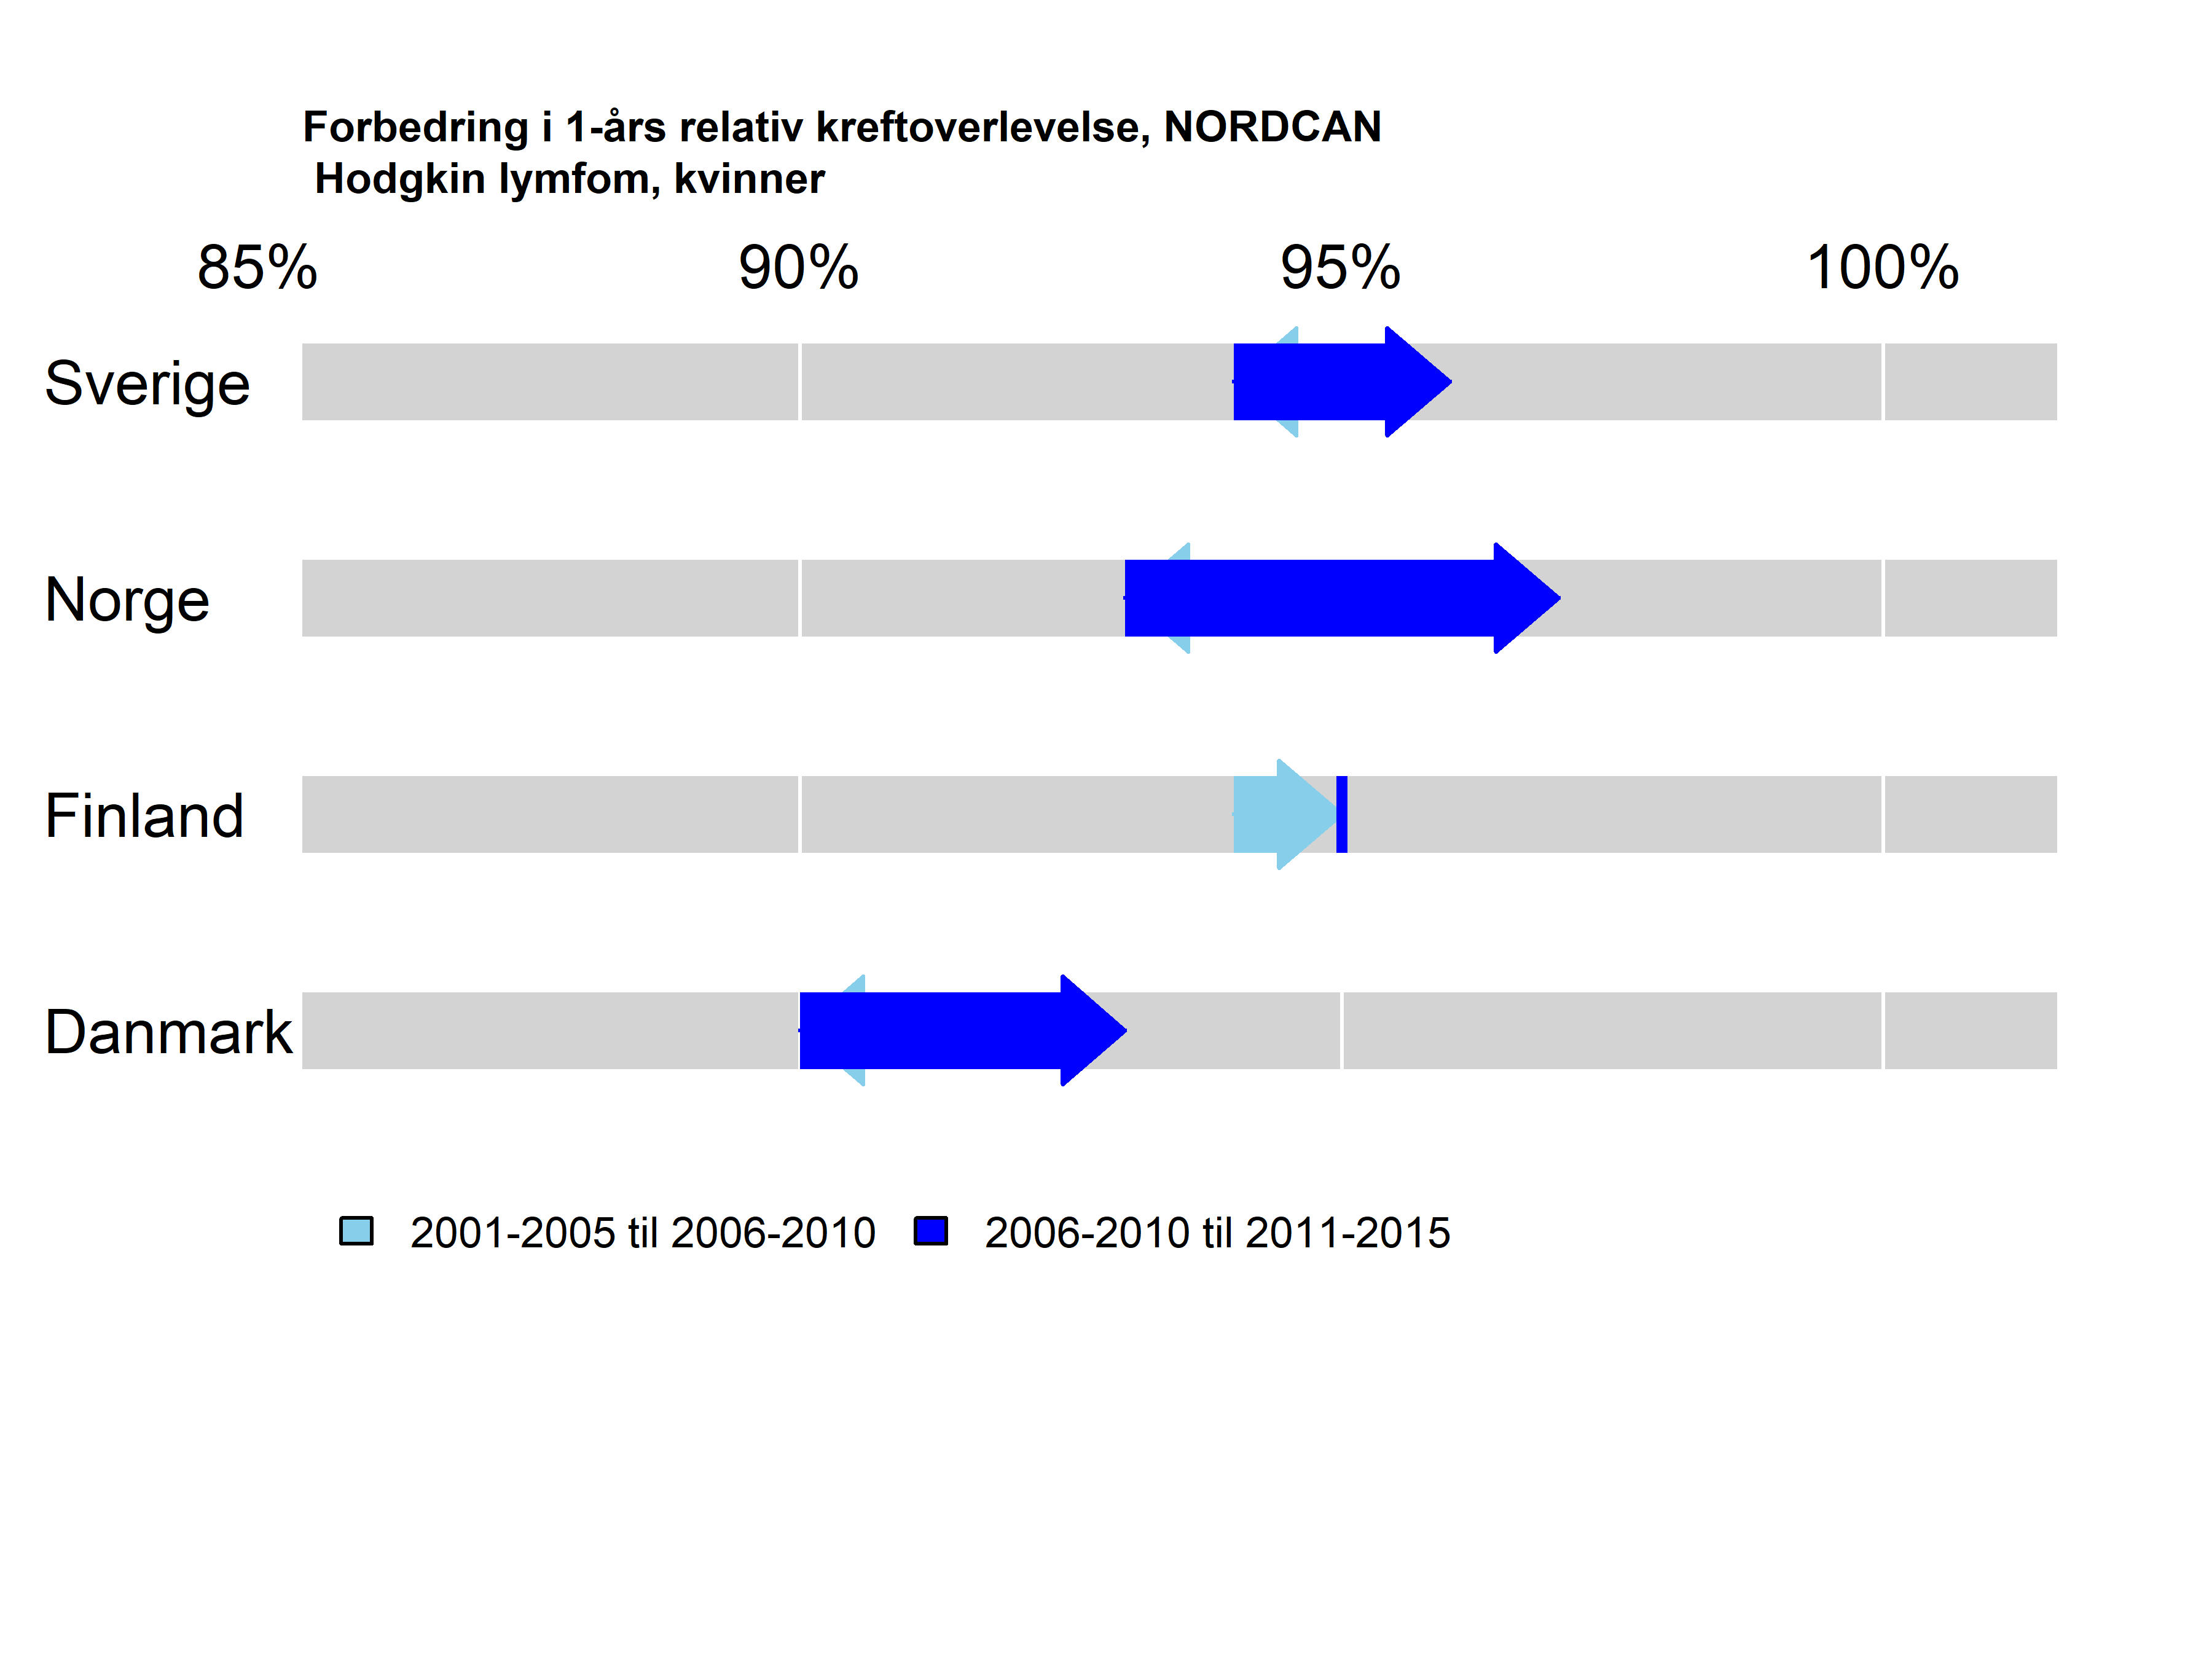 Forbedring i 1-års relativ kreftoverlevelse, NORDCAN
Hodgkin lymfom, kvinner
85% 90% 95% 100%
Sverige
Norge
Finland
Danmark
2001-2005 til 2006-2010 2006-2010 til 2011-2015